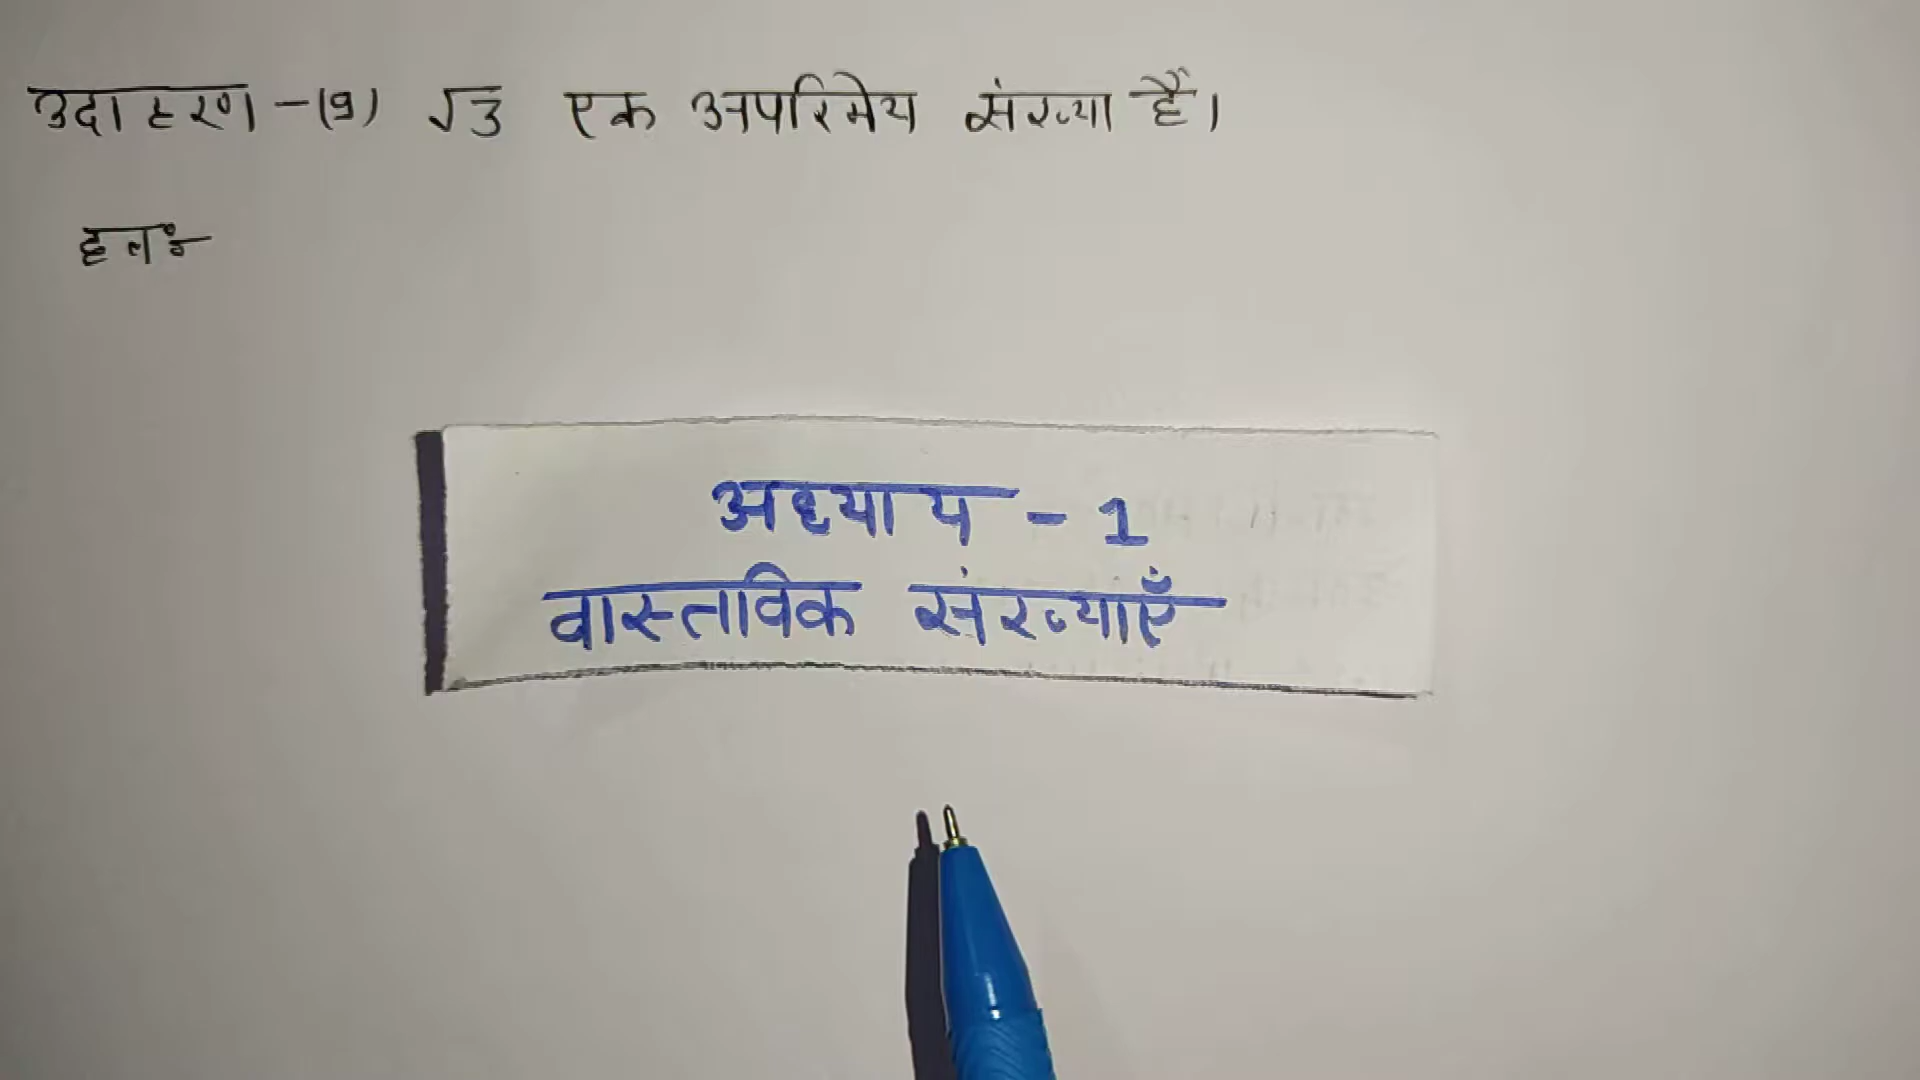 उदाहरण -(9) √3 एक अपरिमेय संख्या है।
हलः-
अध्याय - 1
वास्तविक संख्याएँ